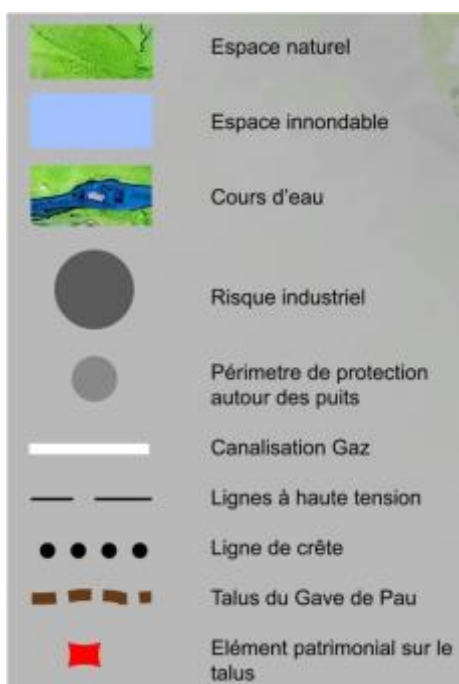 Espace naturel
Espace innondable
Cours d'eau
Risque industriel
Périmetre de protection
autour des puits
Canalisation Gaz
Lignes à haute tension
Ligne de crête
Talus du Gave de Pau
Elément patrimonial sur le
talus